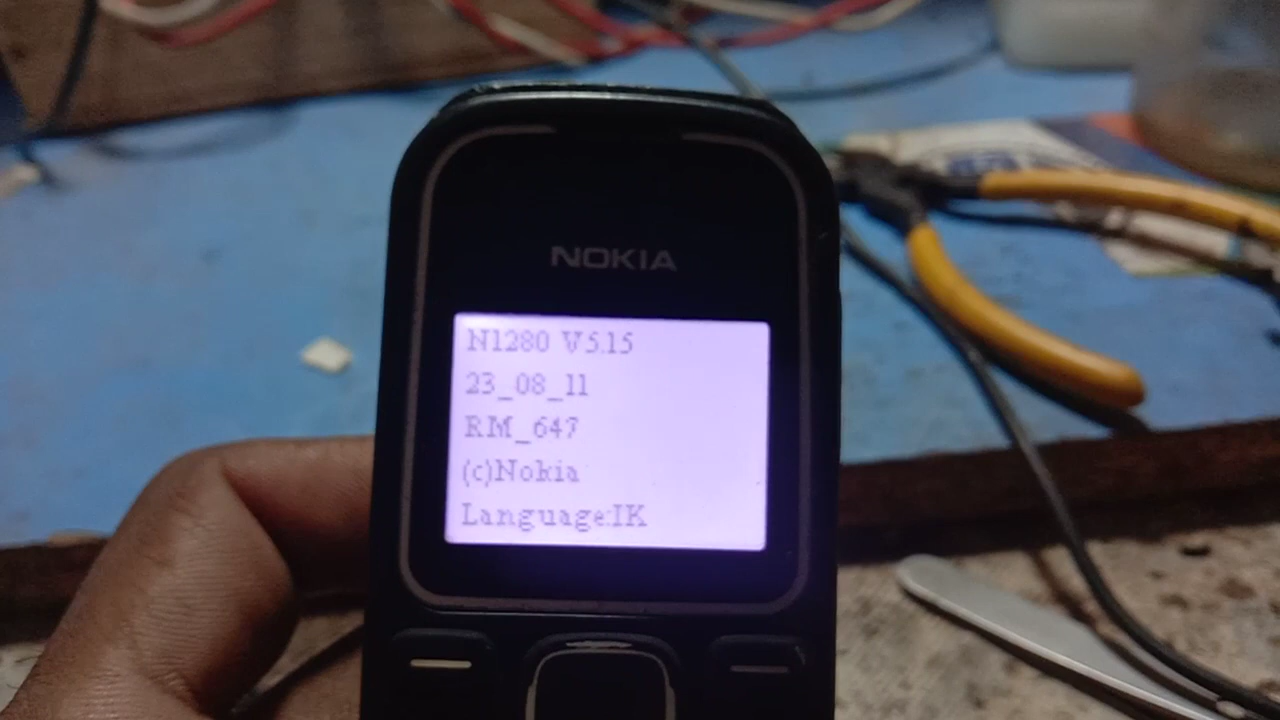 NOKIA
N1280 V5.15
23_08_11
RM_647
(c)Nokia
Language:IK